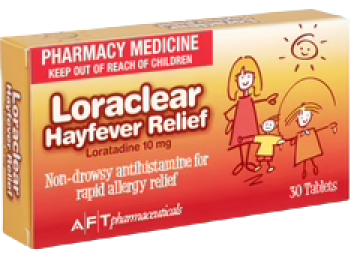 PHARMACY MEDICINE
KEEP OUT OF REACH OF CHILDREN
Loraclear
Hayfever Relief
Loratadine 10 mg
Non-drowsy antihistamine for
rapid allergy relief
30 Tablets
AFT pharmaceuticals
Loraclear
Hayfever Relief